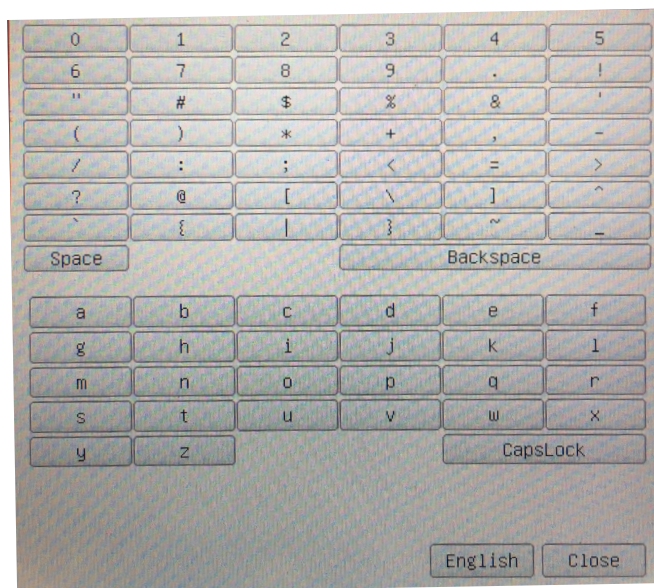 0 1 2 3 4 5
6 7 8 9 . !
" # $ % & '
( ) * + , -
/ : ; < = >
? @ [ \ ] ^
` { | } ~ _
Space Backspace
a b c d e f
g h i j k l
m n o p q r
s t u v w x
y z CapsLock
English Close